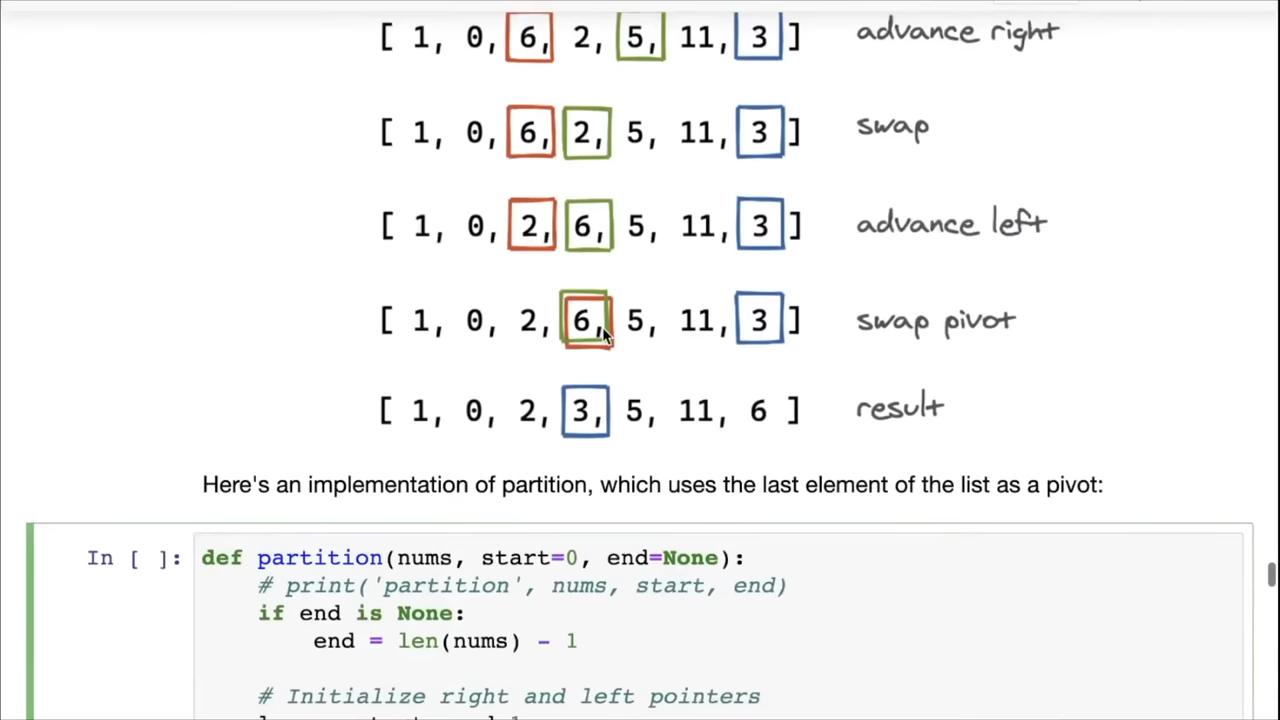 [ 1, 0, 6, 2, 5, 11, 3 ] advance right
[ 1, 0, 6, 2, 5, 11, 3 ] swap
[ 1, 0, 2, 6, 5, 11, 3 ] advance left
[ 1, 0, 2, 6, 5, 11, 3 ] swap pivot
[ 1, 0, 2, 3, 5, 11, 6 ] result
Here's an implementation of partition, which uses the last element of the list as a pivot:
In [ ]: def partition(nums, start=0, end=None):
# print('partition', nums, start, end)
if end is None:
end = len(nums) - 1
# Initialize right and left pointers